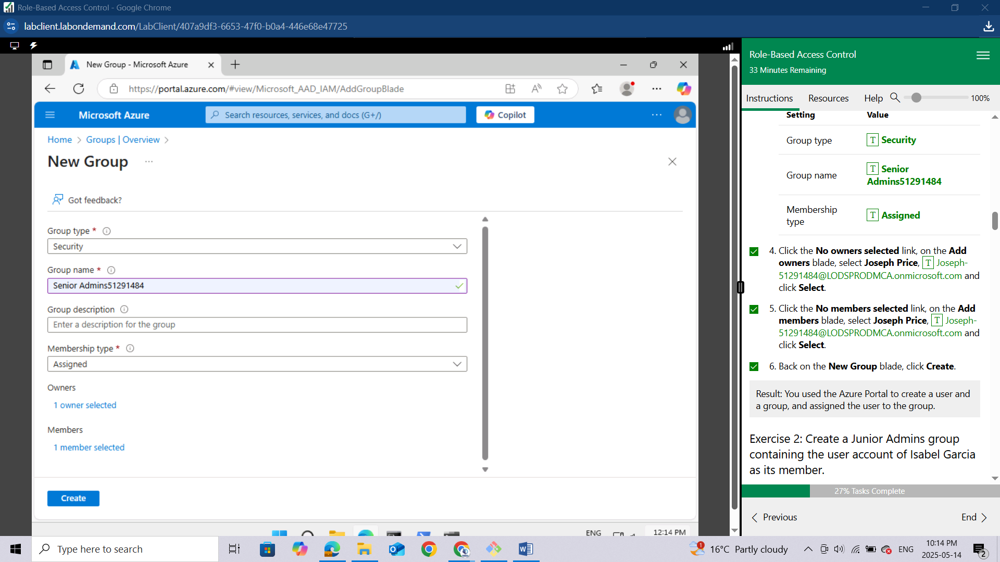 Role-Based Access Control - Google Chrome
labclient.labondemand.com/LabClient/407a9df3-6653-47f0-b0a4-446e68e47725
New Group - Microsoft Azure
https://portal.azure.com/#view/Microsoft_AAD_IAM/AddGroupBlade
Microsoft Azure
Search resources, services, and docs (G+/)
Copilot
Home > Groups | Overview >
New Group
Got feedback?
Group type *
Security
Group name *
Senior Admins51291484
Group description
Enter a description for the group
Membership type *
Assigned
Owners
1 owner selected
Members
1 member selected
Create
ENG
12:14 PM
Role-Based Access Control
33 Minutes Remaining
Instructions
Resources
Help
100%
Setting
Value
Group type
T Security
Group name
T Senior
Admins51291484
Membership
type
T Assigned
4. Click the No owners selected link, on the Add
owners blade, select Joseph Price, T Joseph-
51291484@LODSPRODMCA.onmicrosoft.com and
click Select.
5. Click the No members selected link, on the Add
members blade, select Joseph Price, T Joseph-
51291484@LODSPRODMCA.onmicrosoft.com and
click Select.
6. Back on the New Group blade, click Create.
Result: You used the Azure Portal to create a user and
a group, and assigned the user to the group.
Exercise 2: Create a Junior Admins group
containing the user account of Isabel Garcia
as its member.
27% Tasks Complete
Previous
End
Type here to search
1
16°C Partly cloudy
ENG
10:14 PM
2025-05-14
2